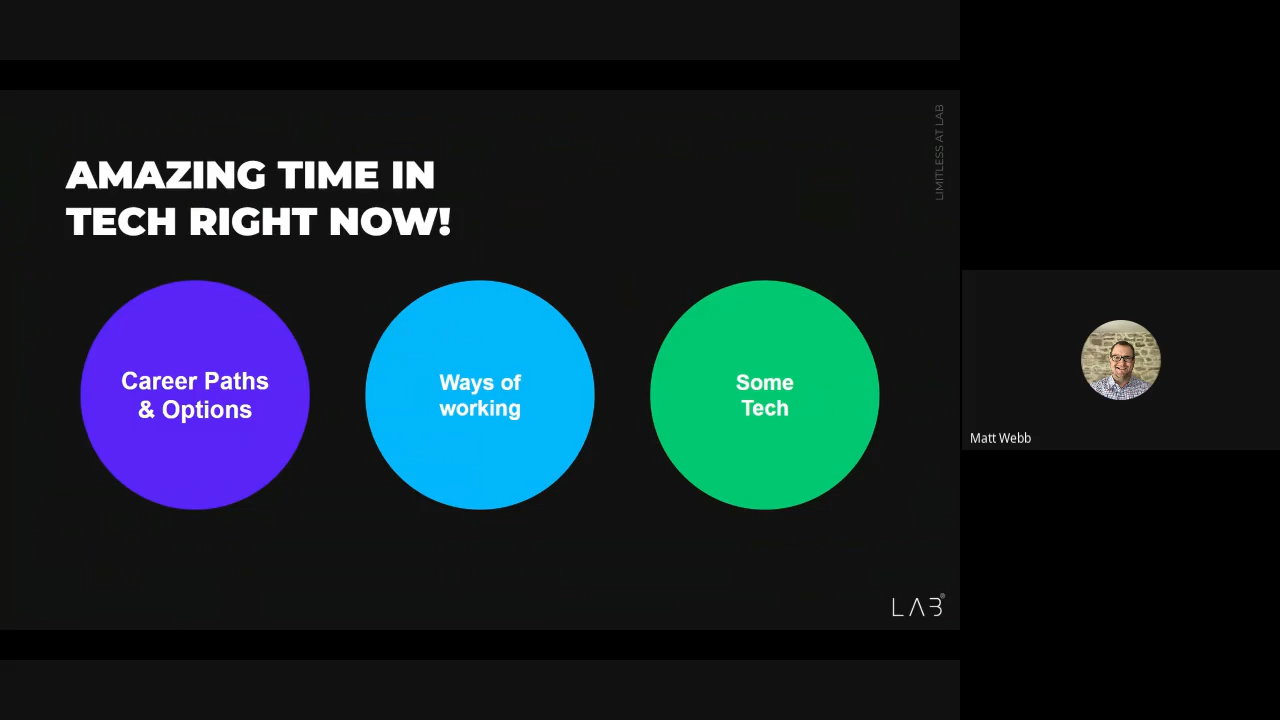 LIMITLESS AT LAB
AMAZING TIME IN
TECH RIGHT NOW!
Career Paths
& Options
Ways of
working
Some
Tech
Matt Webb
LAB®